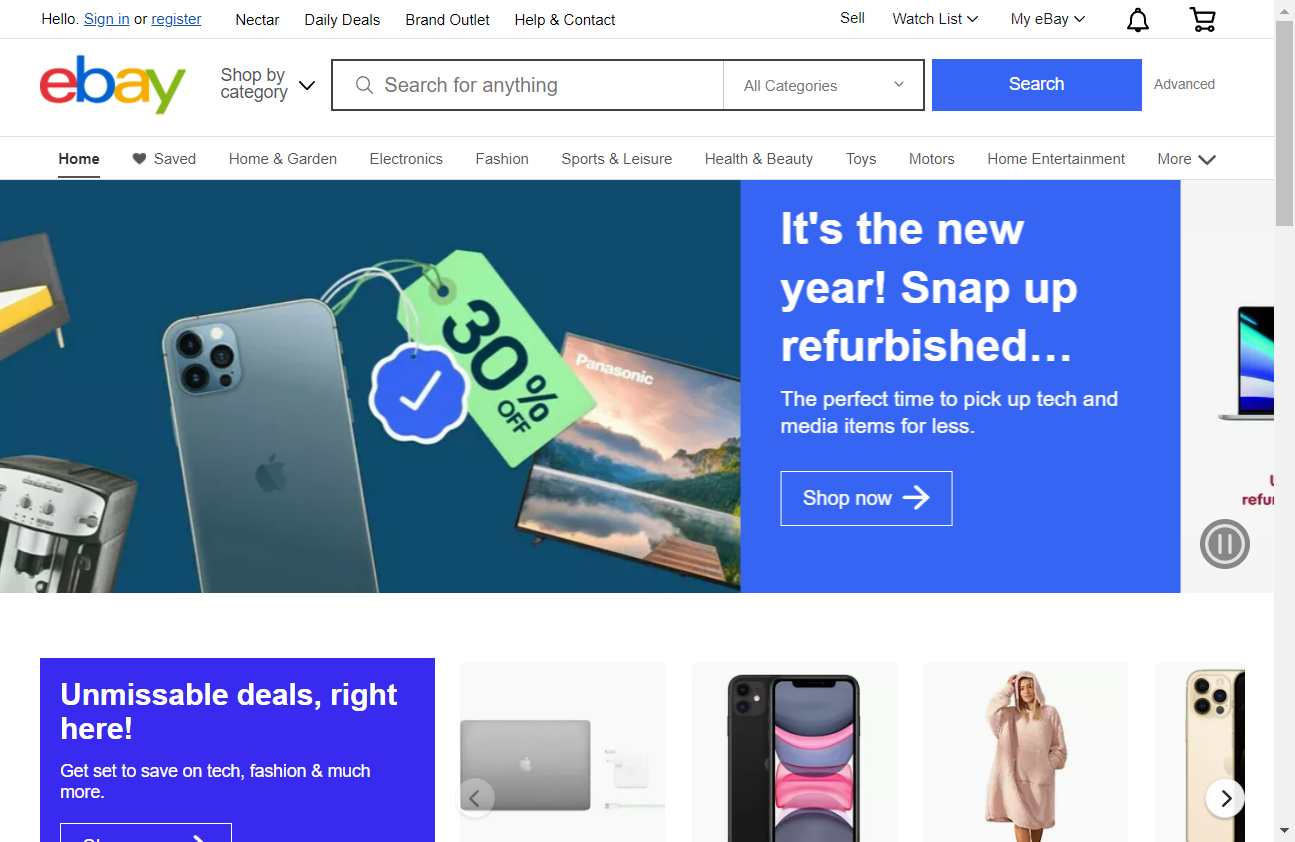 Hello. Sign in or register
Nectar
Daily Deals
Brand Outlet
Help & Contact
Sell
Watch List
My eBay
ebay
Shop by
category
Search for anything
All Categories
Search
Advanced
Home
Saved
Home & Garden
Electronics
Fashion
Sports & Leisure
Health & Beauty
Toys
Motors
Home Entertainment
More
30%
OFF
Panasonic
It's the new
year! Snap up
refurbished...
The perfect time to pick up tech and
media items for less.
Shop now
Unmissable deals, right
here!
Get set to save on tech, fashion & much
more.